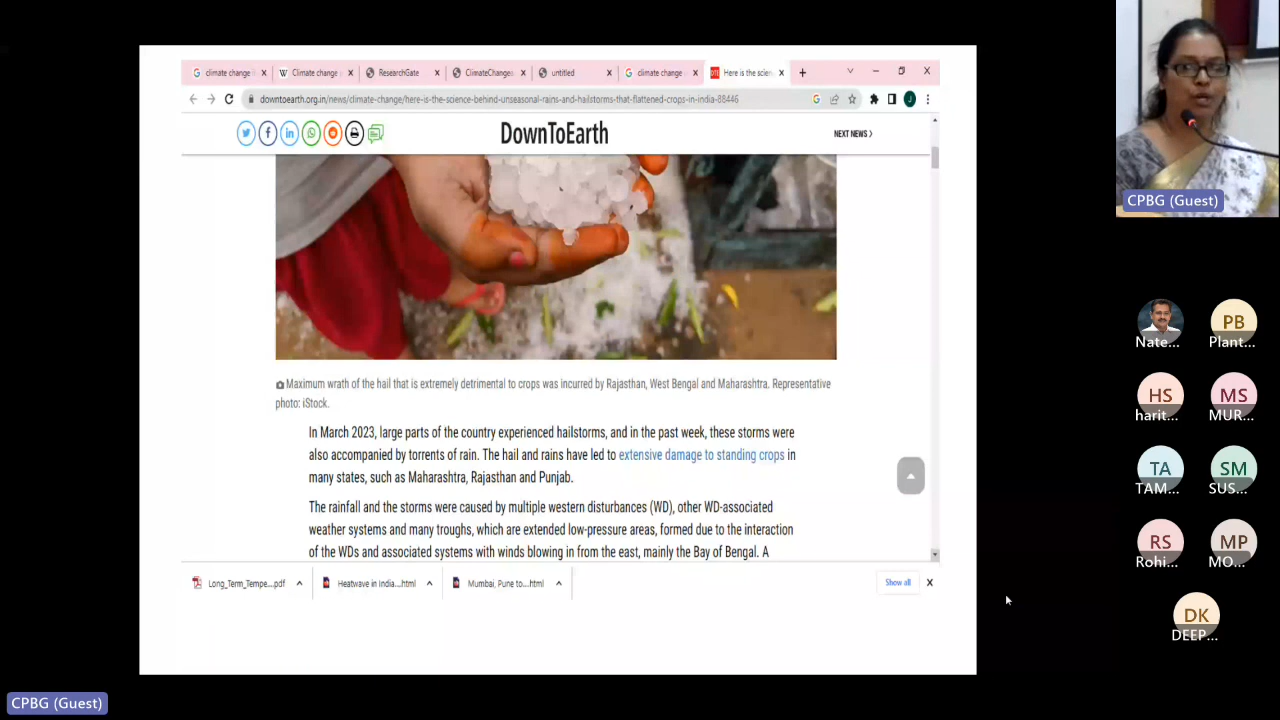 climate change
Climate change
ResearchGate
ClimateChanges
untitled
climate change
Here is the scien
downtoearth.org.in/news/climate-change/here-is-the-science-behind-unseasonal-rains-and-hailstorms-that-flattened-crops-in-india-88446
DownToEarth
NEXT NEWS
Maximum wrath of the hail that is extremely detrimental to crops was incurred by Rajasthan, West Bengal and Maharashtra. Representative
photo: iStock.
In March 2023, large parts of the country experienced hailstorms, and in the past week, these storms were
also accompanied by torrents of rain. The hail and rains have led to extensive damage to standing crops in
many states, such as Maharashtra, Rajasthan and Punjab.
The rainfall and the storms were caused by multiple western disturbances (WD), other WD-associated
weather systems and many troughs, which are extended low-pressure areas, formed due to the interaction
of the WDs and associated systems with winds blowing in from the east, mainly the Bay of Bengal. A
Long_Term_Tempe....pdf
Heatwave in India....html
Mumbai, Pune to....html
Show all
CPBG (Guest)
Nate...
PB
Plant...
HS
harit...
MS
MUR...
TA
TAM...
SM
SUS...
RS
Rohi...
MP
MO...
DK
DEEP...
CPBG (Guest)